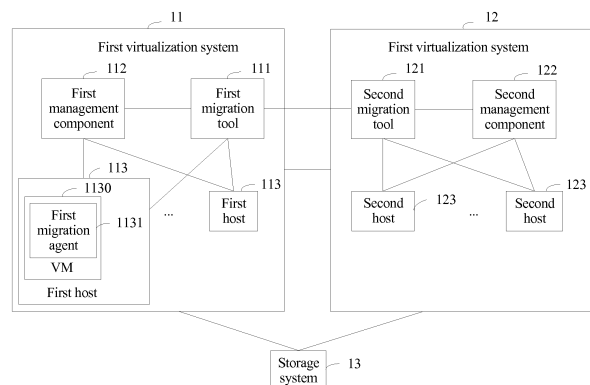 11
12
First virtualization system
First virtualization system
112
111
121
122
First
management
component
First
migration
tool
Second
migration
tool
Second
management
component
113
1130
1131
First
migration
agent
VM
First host
...
113
First
host
Second
host
123
...
Second
host
123
Storage
system
13